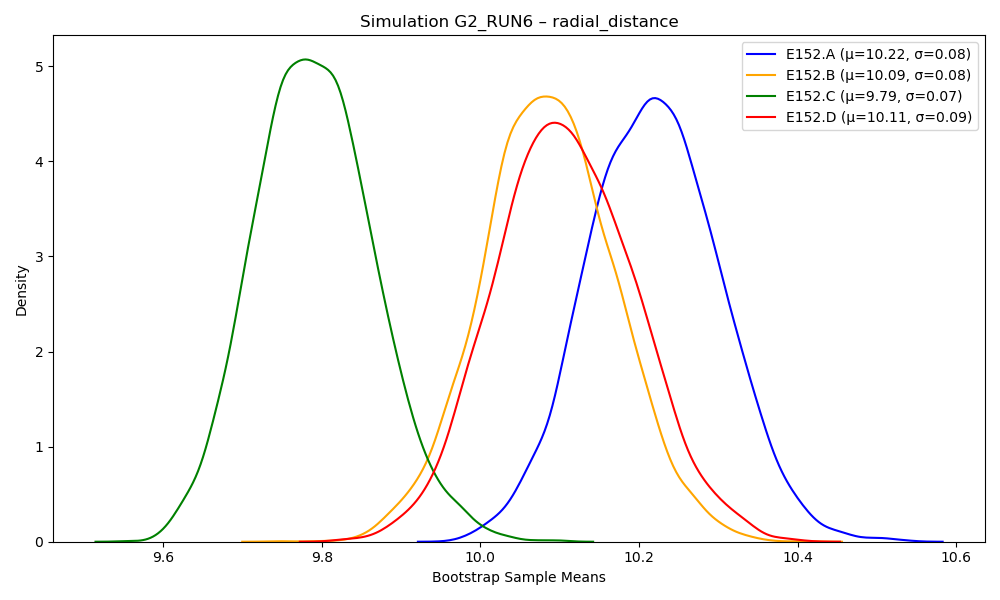 Simulation G2_RUN6 – radial_distance
E152.A (μ=10.22, σ=0.08)
E152.B (μ=10.09, σ=0.08)
E152.C (μ=9.79, σ=0.07)
E152.D (μ=10.11, σ=0.09)
Density
5
4
3
2
1
0
9.6 9.8 10.0 10.2 10.4 10.6
Bootstrap Sample Means